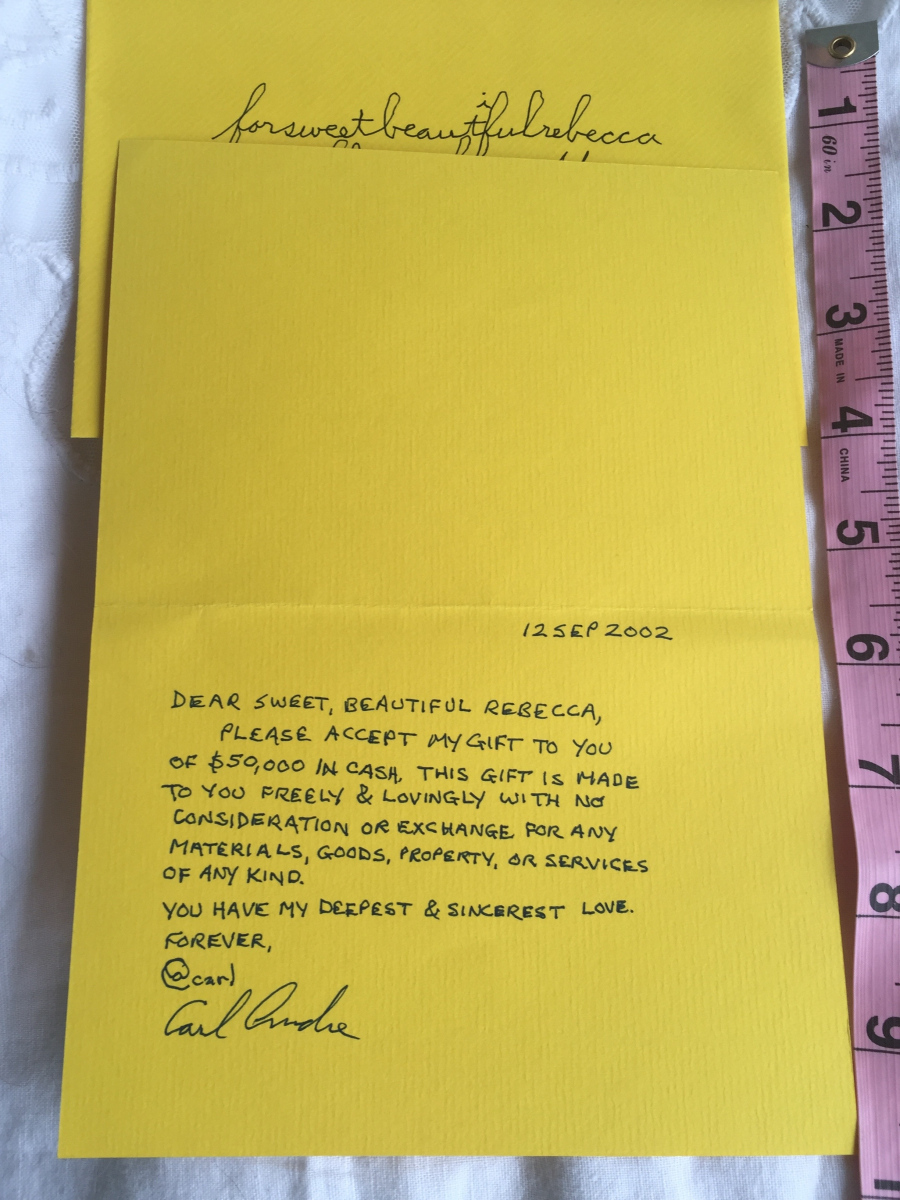 forsweetbeautifulrebecca
12 SEP 2002
DEAR SWEET, BEAUTIFUL REBECCA,
PLEASE ACCEPT MY GIFT TO YOU
OF $50,000 IN CASH. THIS GIFT IS MADE
TO YOU FREELY & LOVINGLY WITH NO
CONSIDERATION OR EXCHANGE FOR ANY
MATERIALS, GOODS, PROPERTY, OR SERVICES
OF ANY KIND.
YOU HAVE MY DEEPEST & SINCEREST LOVE.
FOREVER,
@carl
Carl Andre
1
60 in
2
3
MADE IN
4
CHINA
5
6
7
8
9